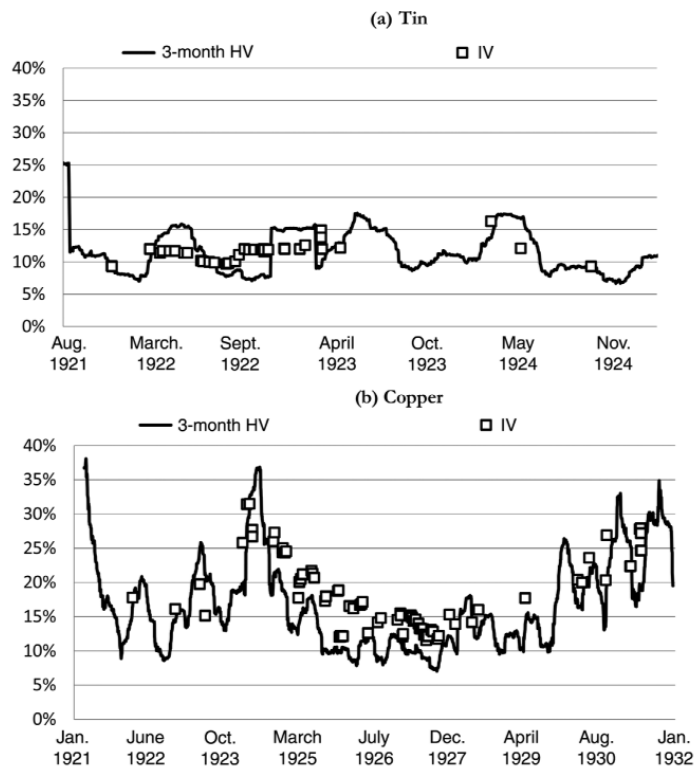 (a) Tin
3-month HV IV
40%
35%
30%
25%
20%
15%
10%
5%
0%
Aug. March. Sept. April Oct. May Nov.
1921 1922 1922 1923 1923 1924 1924
(b) Copper
3-month HV IV
40%
35%
30%
25%
20%
15%
10%
5%
0%
Jan. June Oct. March July Dec. April Aug. Jan.
1921 1922 1923 1925 1926 1927 1929 1930 1932